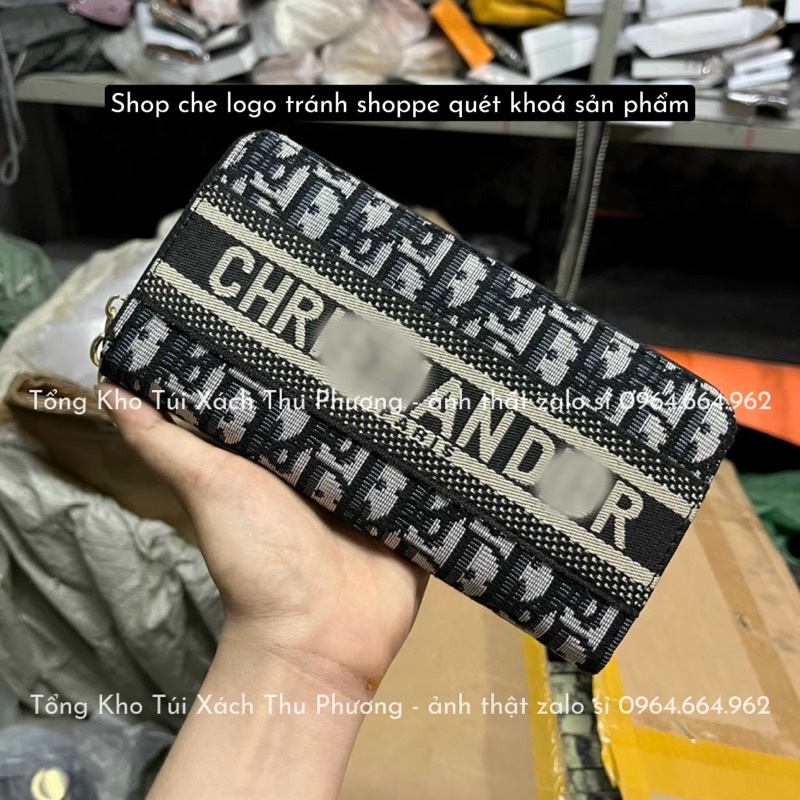 Shop che logo tránh shoppe quét khoá sản phẩm
CHR AND R
PARIS
Tổng Kho Túi Xách Thu Phương - ảnh thật zalo sỉ 0964.664.962
Tổng Kho Túi Xách Thu Phương - ảnh thật zalo sỉ 0964.664.962